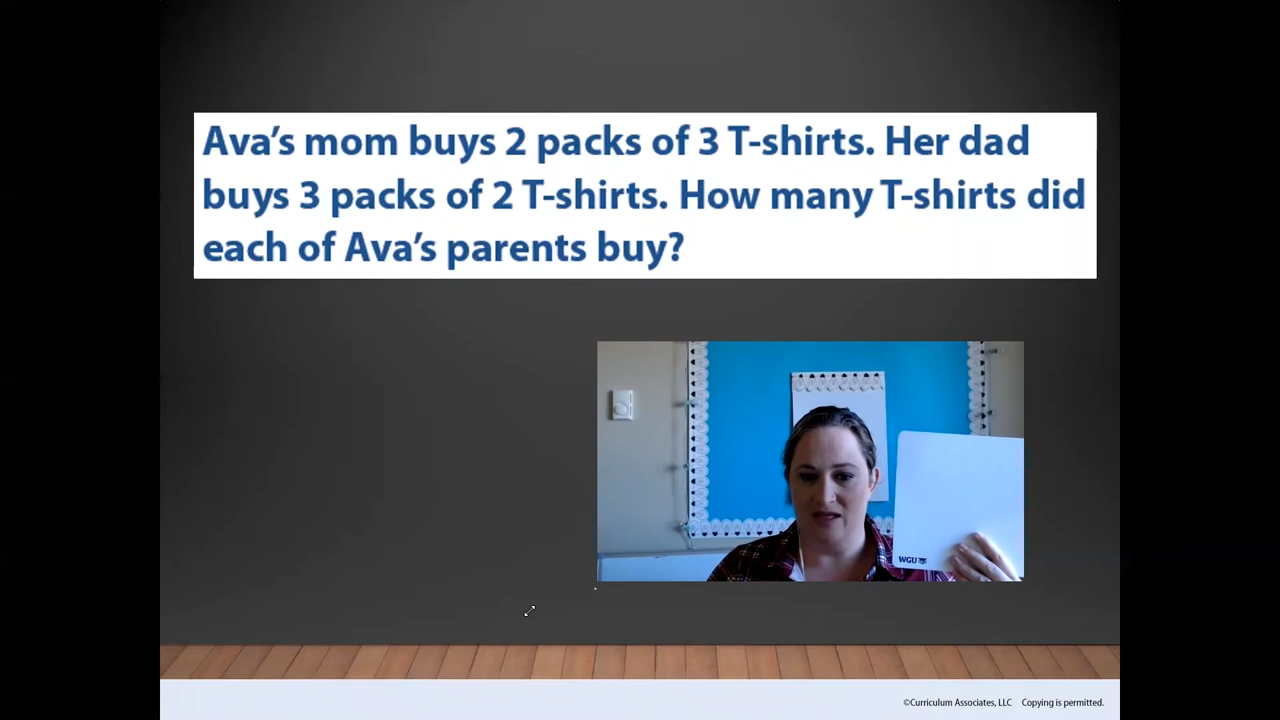 Ava’s mom buys 2 packs of 3 T-shirts. Her dad
buys 3 packs of 2 T-shirts. How many T-shirts did
each of Ava’s parents buy?
WGU
©Curriculum Associates, LLC Copying is permitted.